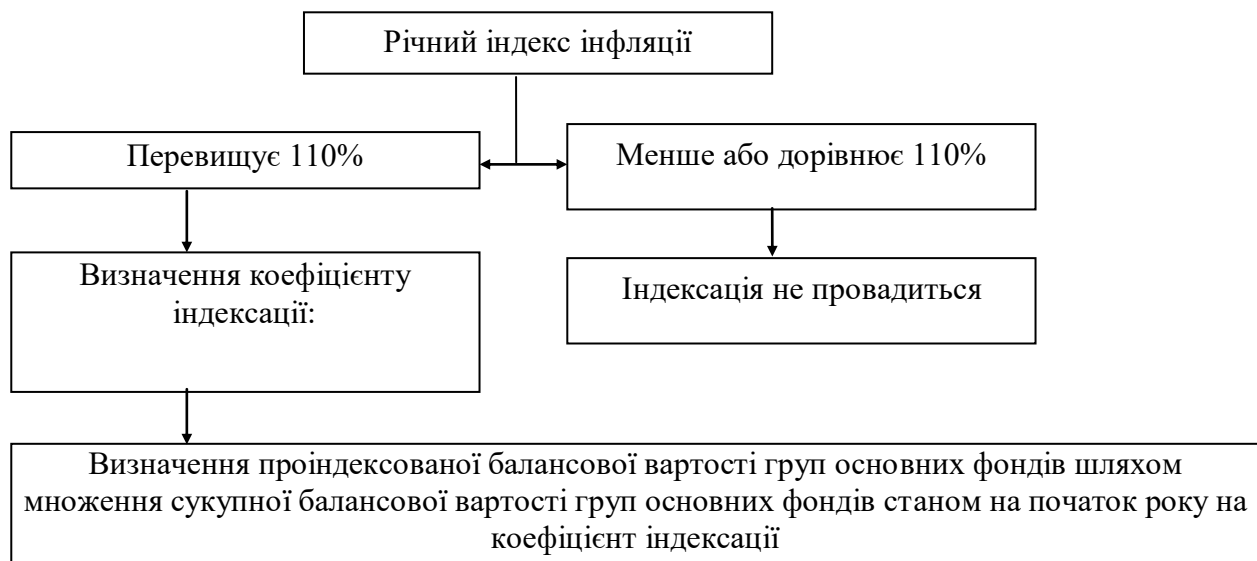 Річний індекс інфляції
Перевищує 110%
Менше або дорівнює 110%
Визначення коефіцієнту
індексації:
Індексація не провадиться
Визначення проіндексованої балансової вартості груп основних фондів шляхом
множення сукупної балансової вартості груп основних фондів станом на початок року на
коефіцієнт індексації